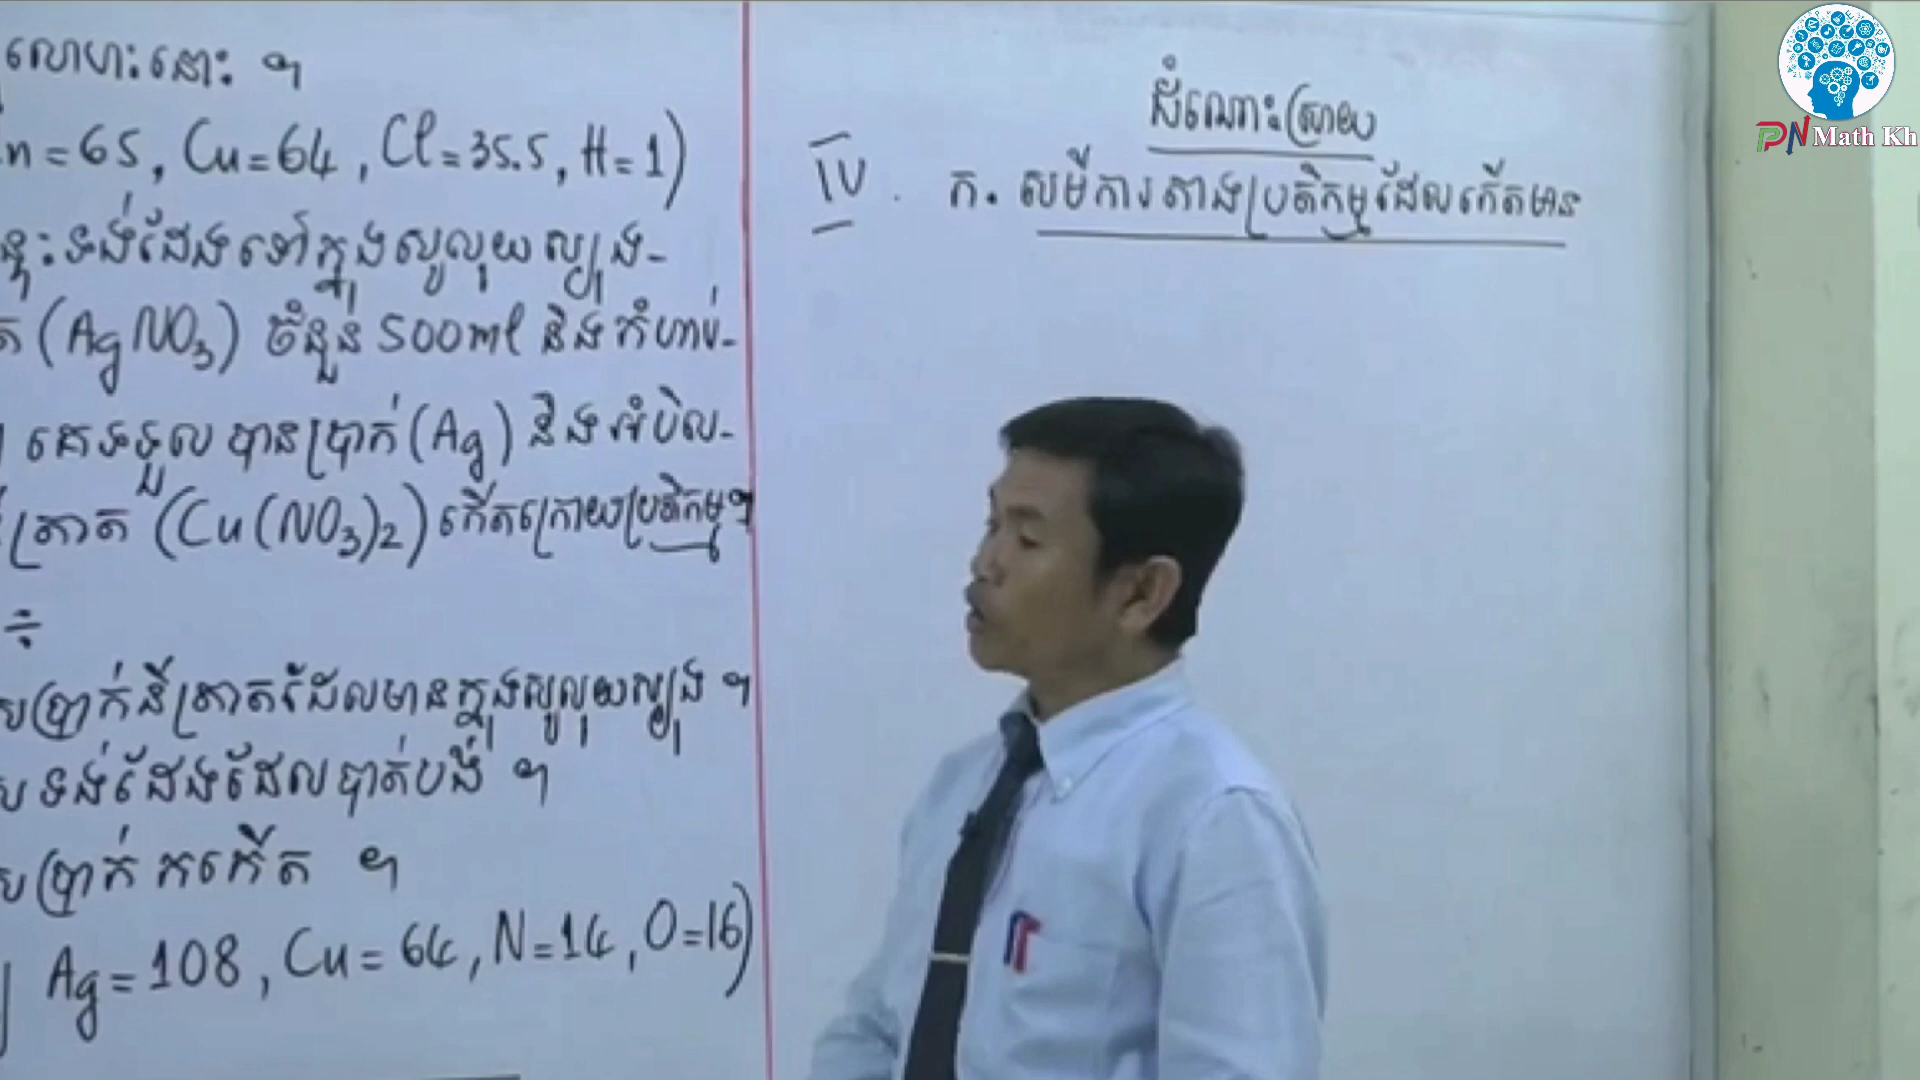 លោហៈនោះ ។
n = 65, Cu = 64, Cl = 35.5, H = 1)
ទង់ដែងទៅក្នុងសូលុយស្យុង-
(AgNO3) ចំនួន 500ml និងកំហាប់-
គេទទួលបានប្រាក់ (Ag) និងអំបិល-
ត្រាត (Cu(NO3)2) កើតក្រោយប្រតិកម្ម។
÷
ប្រាក់នីត្រាតដែលមានក្នុងសូលុយស្យុង ។
ទង់ដែងដែលបាត់បង់ ។
ប្រាក់កកើត ។
Ag = 108, Cu = 64, N = 14, O = 16)
ដំណោះស្រាយ
IV. ក. សមីការតាងប្រតិកម្មដែលកើតមាន
PN Math Kh